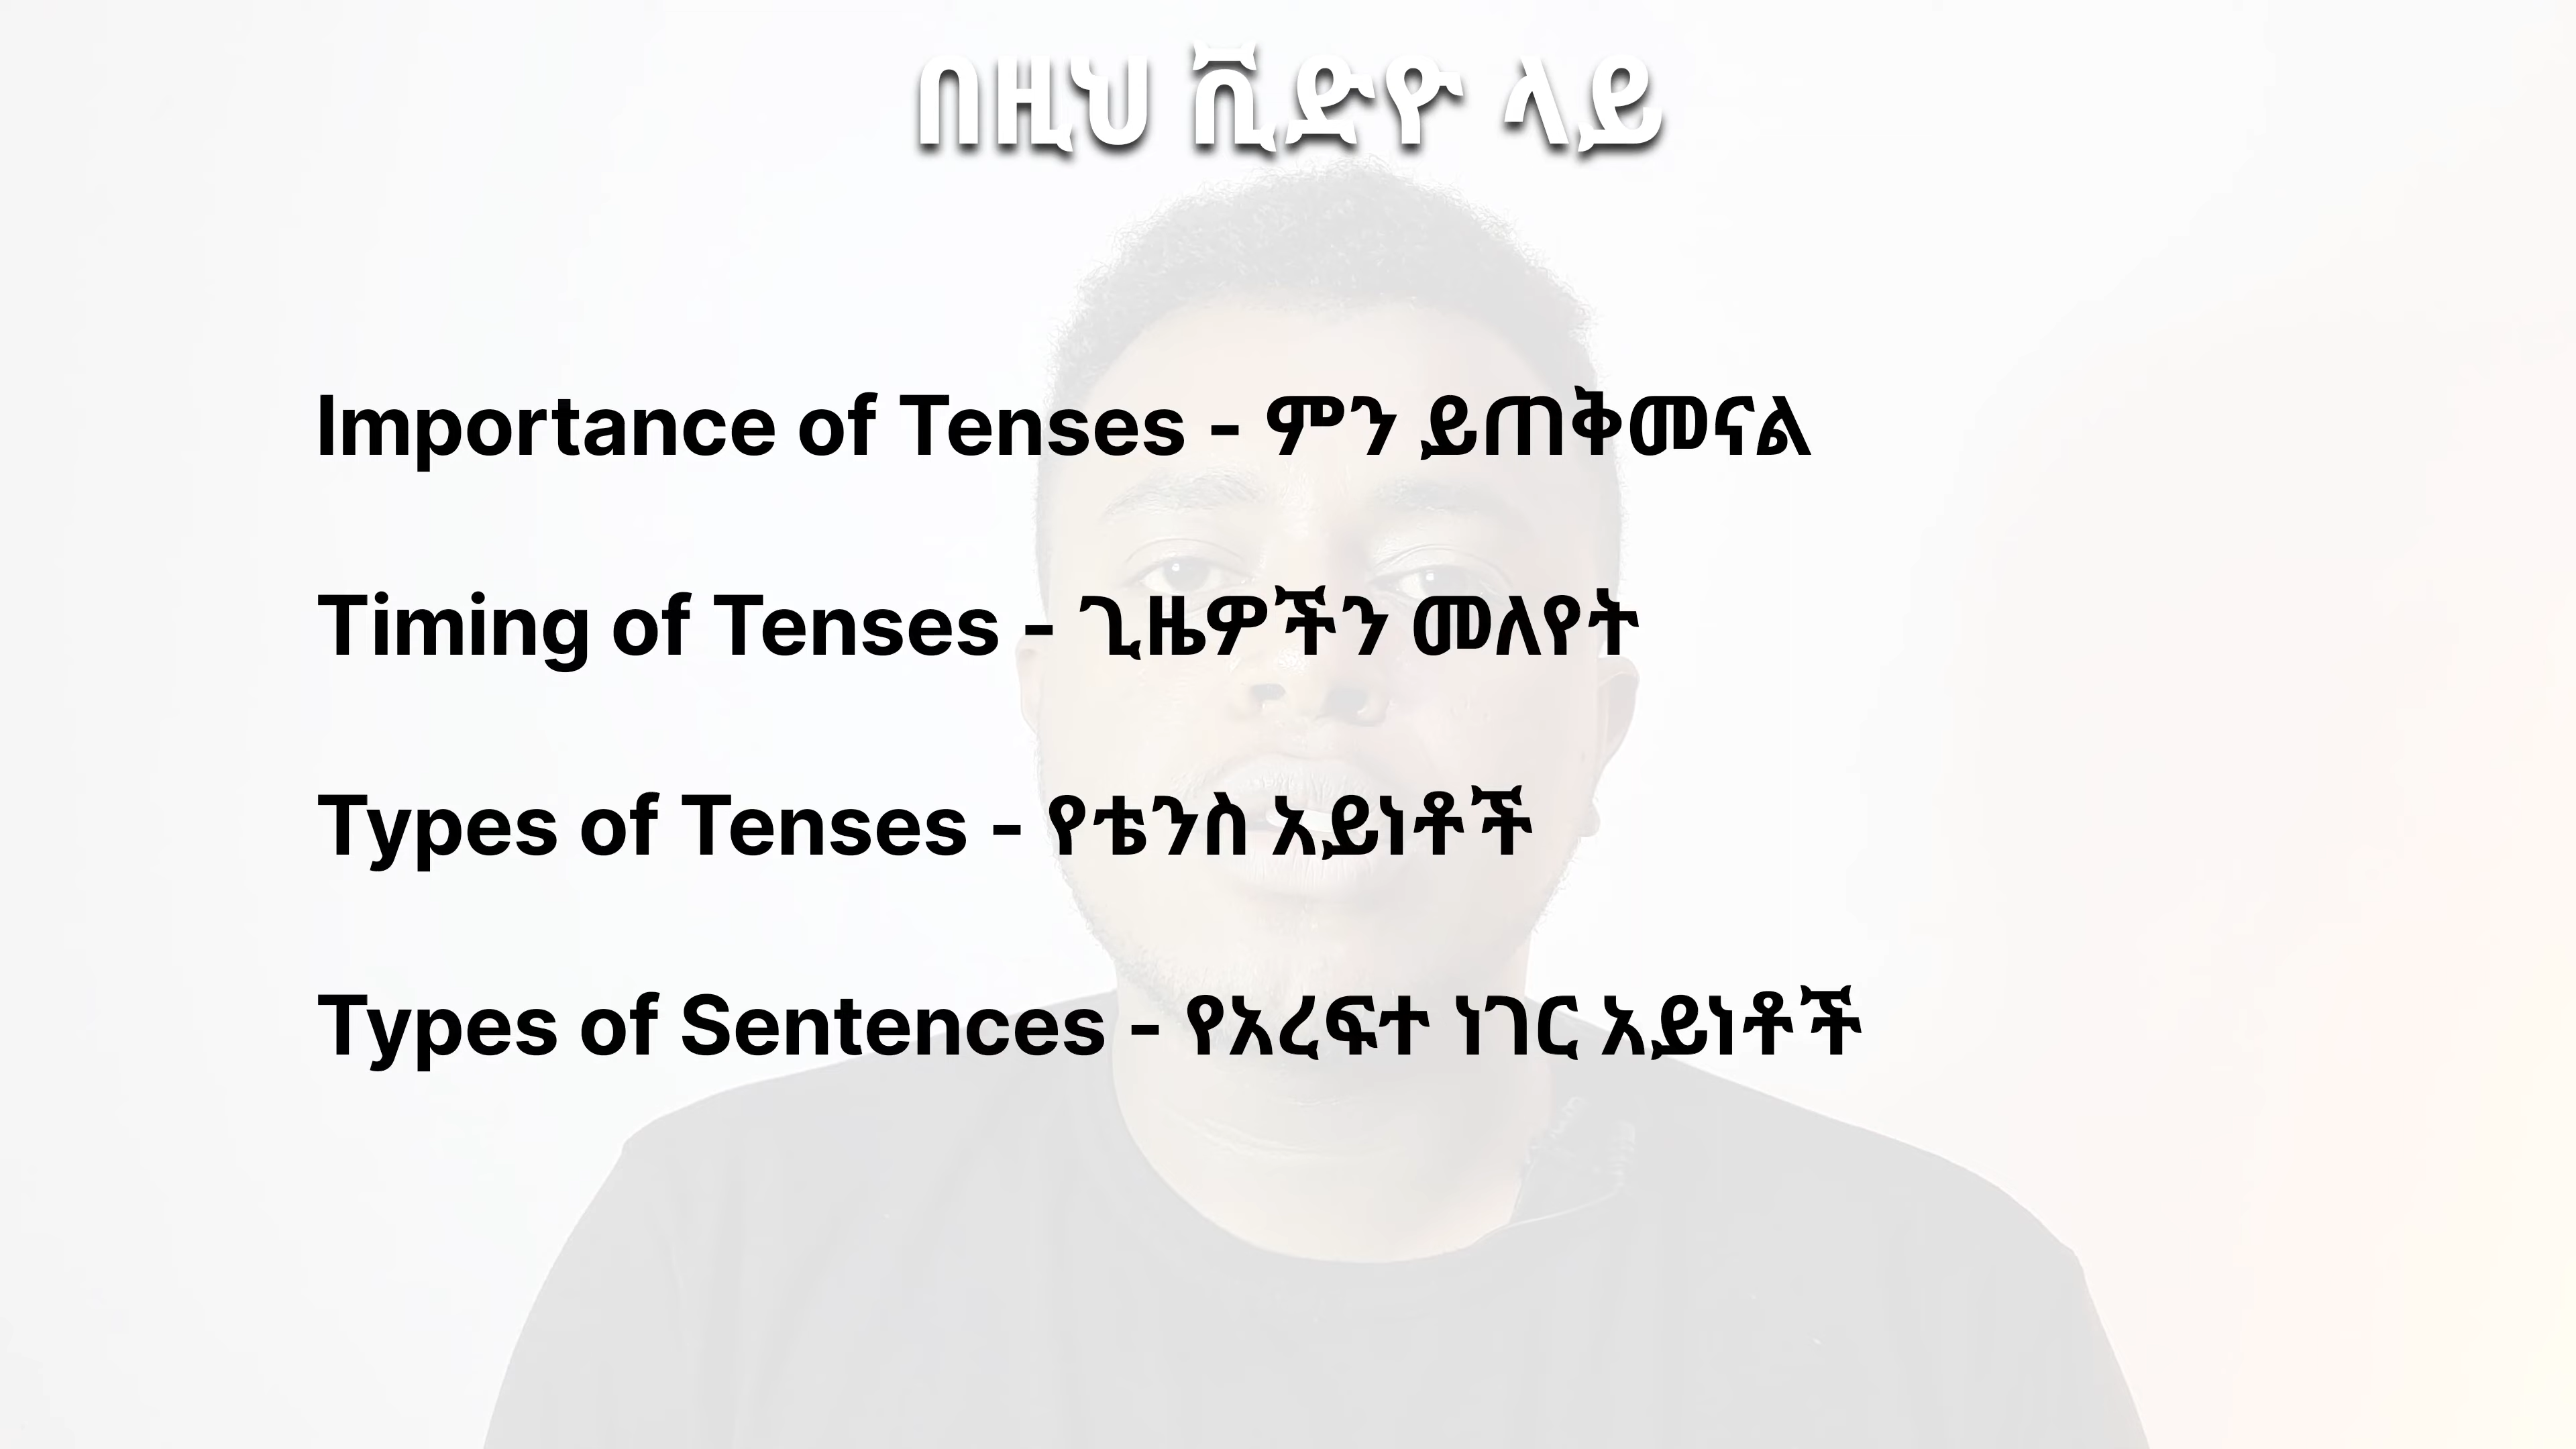 በዚህ ቪድዮ ላይ
Importance of Tenses - ምን ይጠቅመናል
Timing of Tenses - ጊዜዎችን መለየት
Types of Tenses - የቴንስ አይነቶች
Types of Sentences - የአረፍተ ነገር አይነቶች